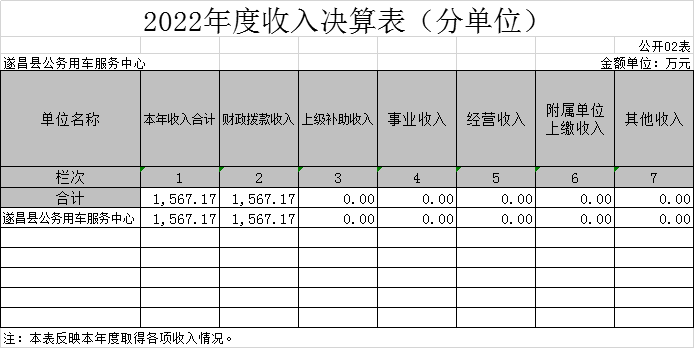 2022年度收入决算表（分单位）
公开02表
遂昌县公务用车服务中心 金额单位：万元
单位名称 本年收入合计 财政拨款收入 上级补助收入 事业收入 经营收入 附属单位上缴收入 其他收入
栏次 1 2 3 4 5 6 7
合计 1,567.17 1,567.17 0.00 0.00 0.00 0.00 0.00
遂昌县公务用车服务中心 1,567.17 1,567.17 0.00 0.00 0.00 0.00 0.00
注：本表反映本年度取得各项收入情况。